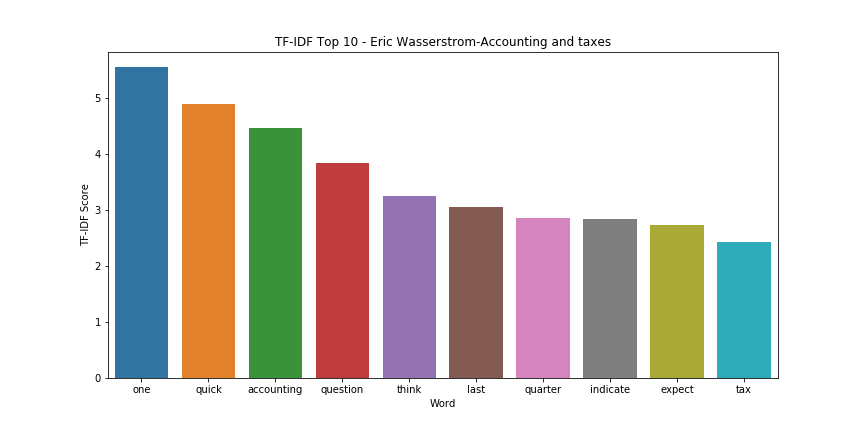 TF-IDF Top 10 - Eric Wasserstrom-Accounting and taxes
TF-IDF Score
5
4
3
2
1
0
one quick accounting question think last quarter indicate expect tax
Word